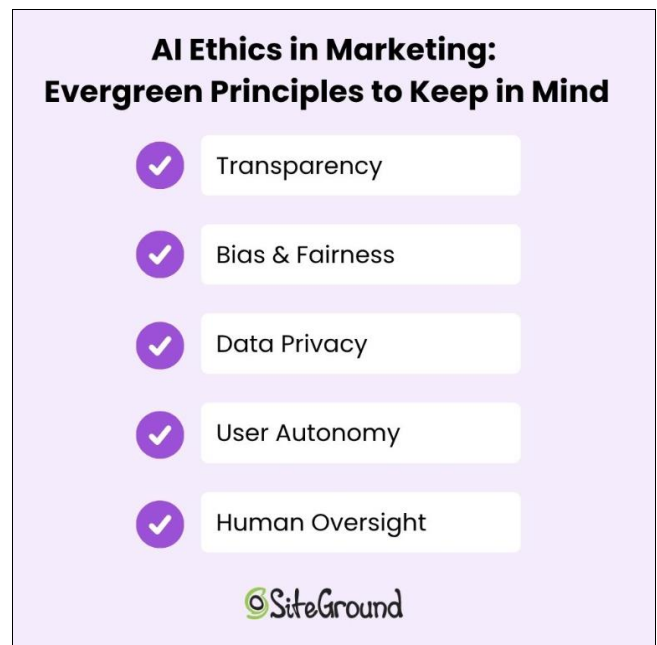 AI Ethics in Marketing:
Evergreen Principles to Keep in Mind
Transparency
Bias & Fairness
Data Privacy
User Autonomy
Human Oversight
SiteGround